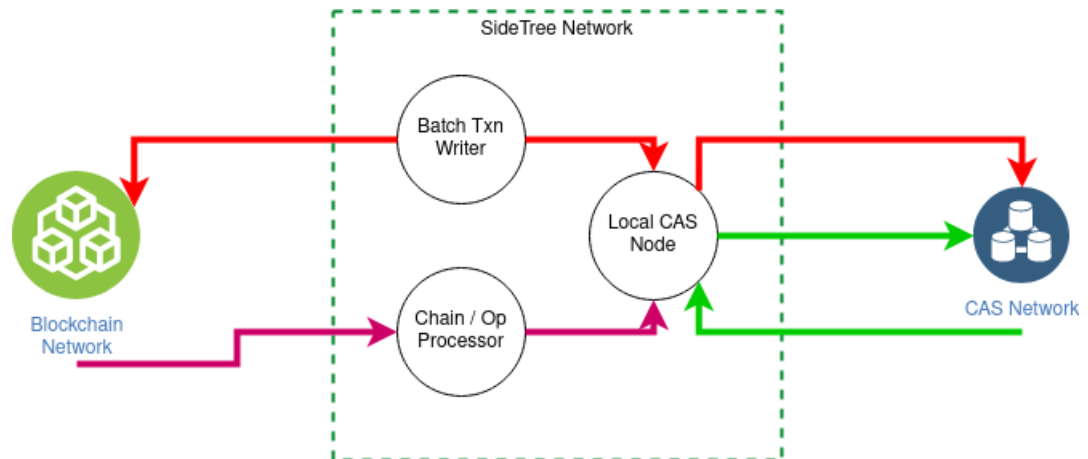 SideTree Network
Batch Txn
Writer
Local CAS
Node
Blockchain
Network
Chain / Op
Processor
CAS Network